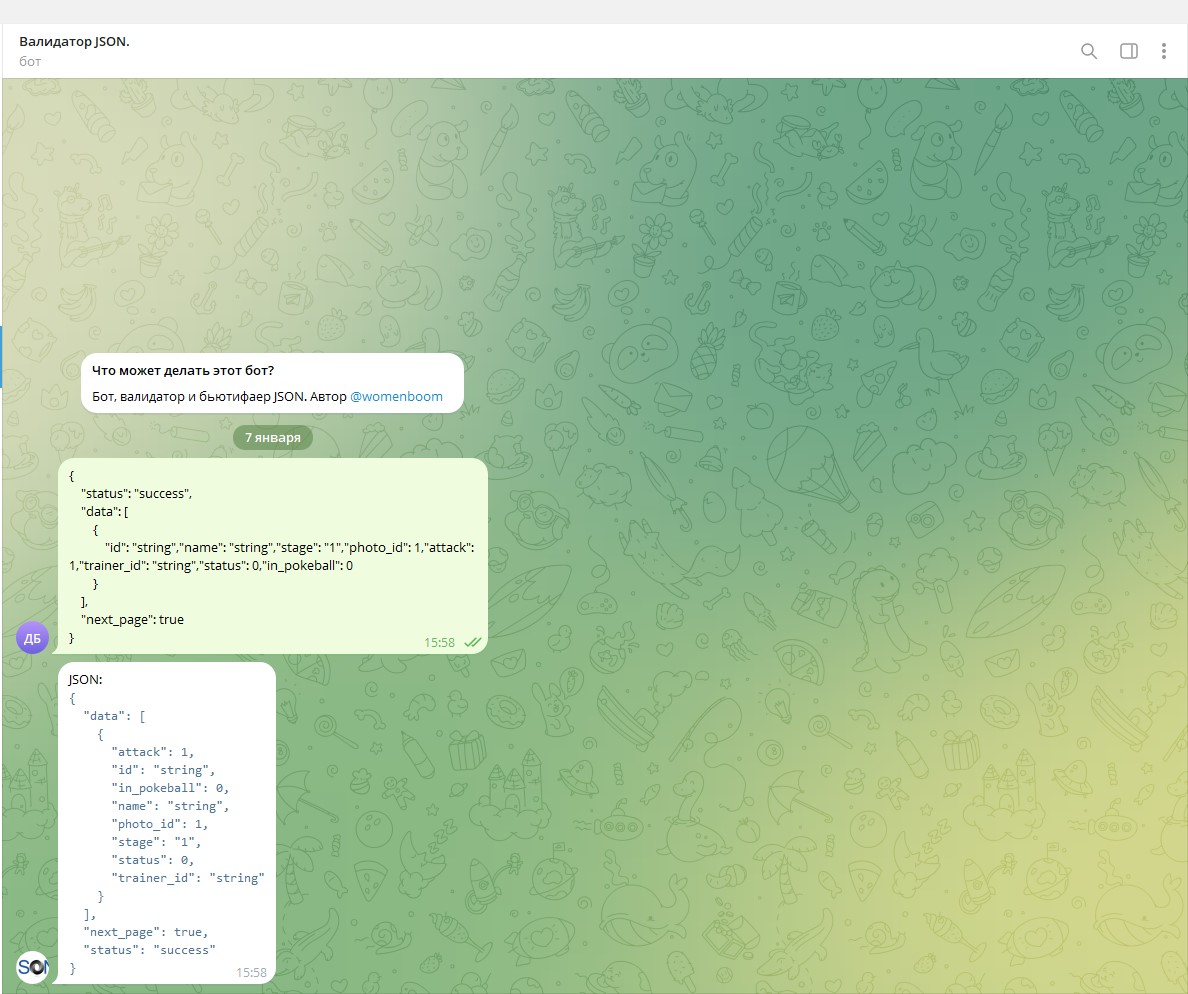 Валидатор JSON.
бот
Что может делать этот бот?
Бот, валидатор и бьютифаер JSON. Автор @womenboom
7 января
{
"status": "success",
"data": [
{
"id": "string","name": "string","stage": "1","photo_id": 1,"attack":
1,"trainer_id": "string","status": 0,"in_pokeball": 0
}
],
"next_page": true
}
15:58
ДБ
JSON:
{
"data": [
{
"attack": 1,
"id": "string",
"in_pokeball": 0,
"name": "string",
"photo_id": 1,
"stage": "1",
"status": 0,
"trainer_id": "string"
}
],
"next_page": true,
"status": "success"
}
15:58
SON